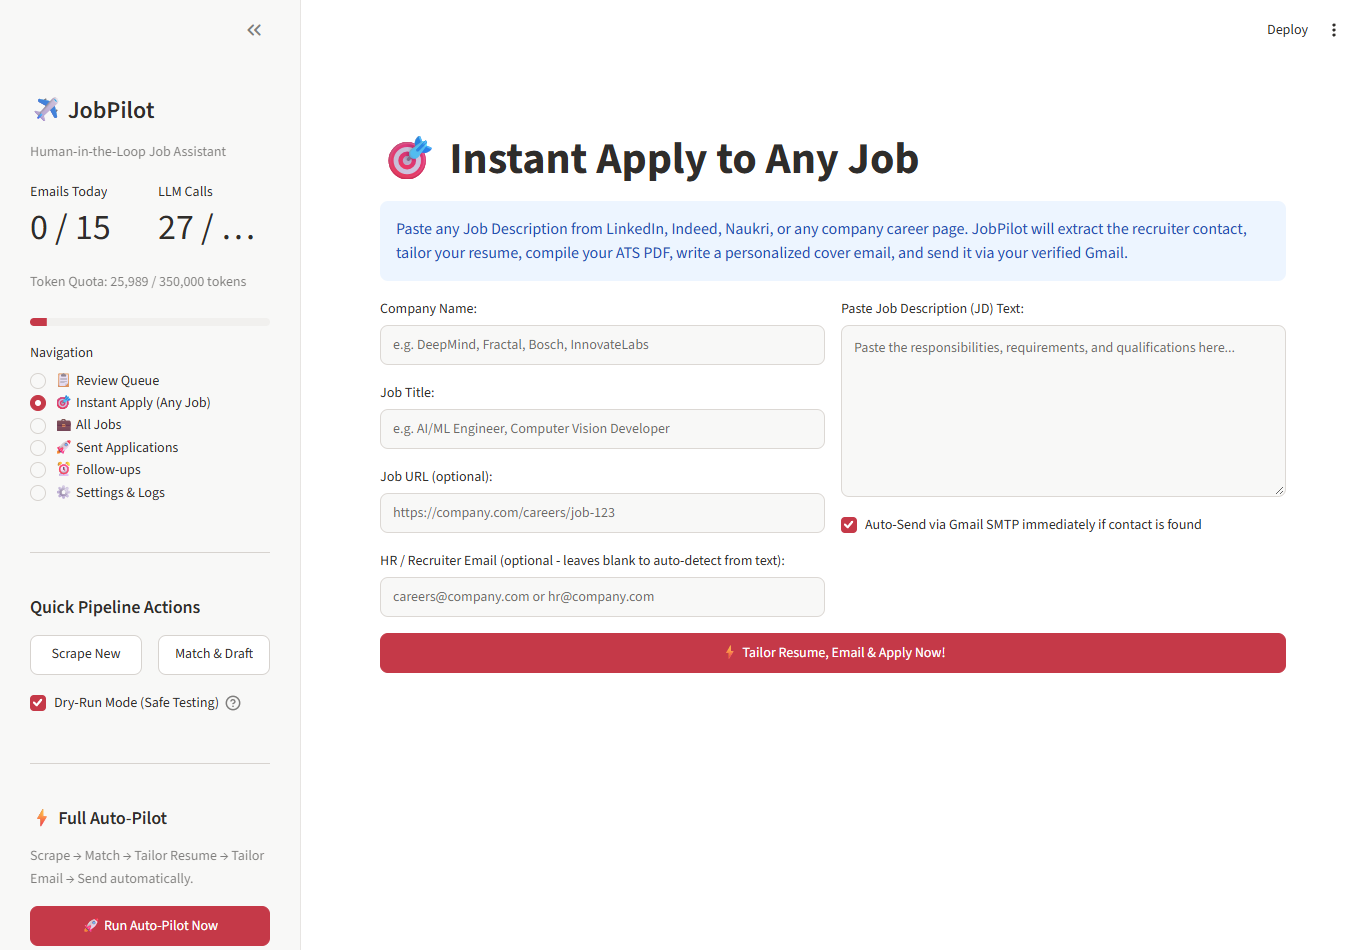 Deploy
JobPilot
Human-in-the-Loop Job Assistant
Emails Today
0 / 15
LLM Calls
27 / ...
Token Quota: 25,989 / 350,000 tokens
Navigation
Review Queue
Instant Apply (Any Job)
All Jobs
Sent Applications
Follow-ups
Settings & Logs
Quick Pipeline Actions
Scrape New
Match & Draft
Dry-Run Mode (Safe Testing)
Full Auto-Pilot
Scrape → Match → Tailor Resume → Tailor
Email → Send automatically.
Run Auto-Pilot Now
Instant Apply to Any Job
Paste any Job Description from LinkedIn, Indeed, Naukri, or any company career page. JobPilot will extract the recruiter contact,
tailor your resume, compile your ATS PDF, write a personalized cover email, and send it via your verified Gmail.
Company Name:
e.g. DeepMind, Fractal, Bosch, InnovateLabs
Job Title:
e.g. AI/ML Engineer, Computer Vision Developer
Job URL (optional):
https://company.com/careers/job-123
HR / Recruiter Email (optional - leaves blank to auto-detect from text):
careers@company.com or hr@company.com
Paste Job Description (JD) Text:
Paste the responsibilities, requirements, and qualifications here...
Auto-Send via Gmail SMTP immediately if contact is found
Tailor Resume, Email & Apply Now!